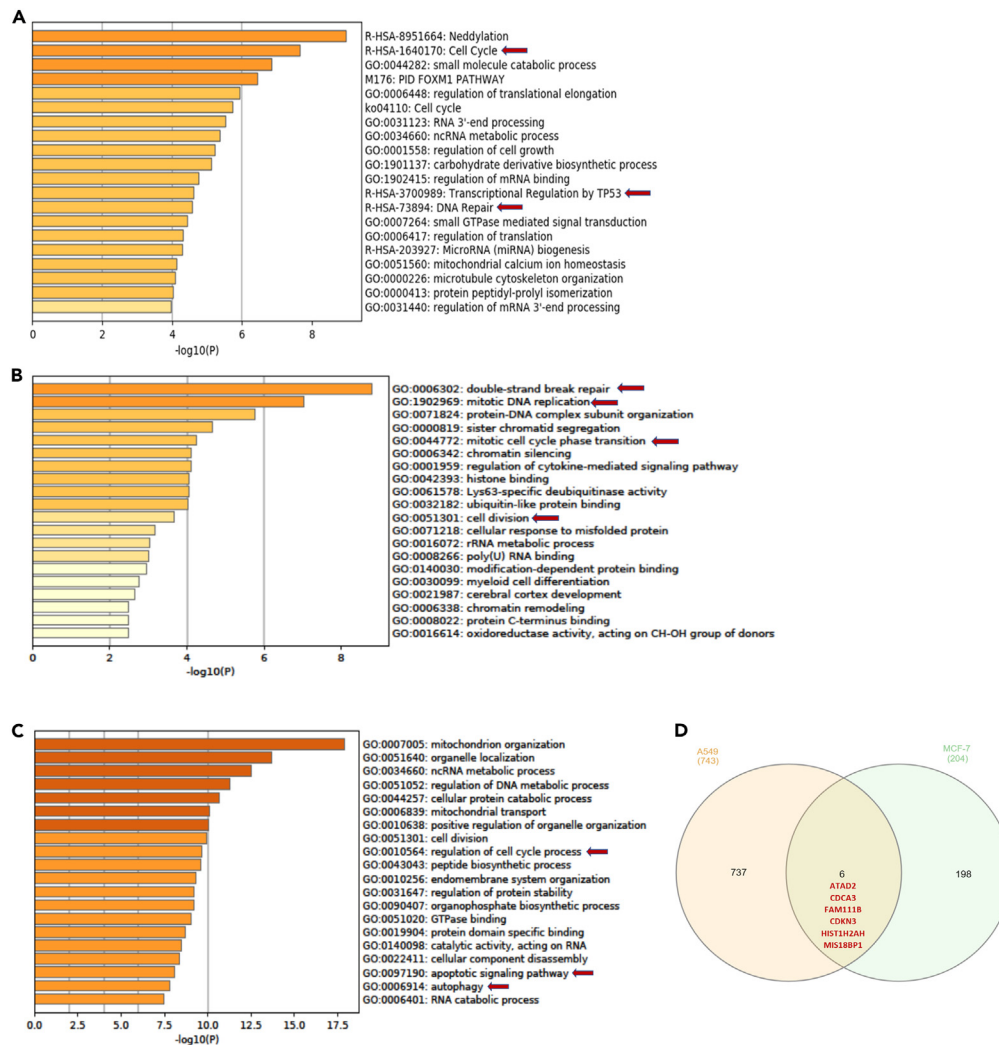 A
R-HSA-8951664: Neddylation
R-HSA-1640170: Cell Cycle
GO:0044282: small molecule catabolic process
M176: PID FOXM1 PATHWAY
GO:0006448: regulation of translational elongation
ko04110: Cell cycle
GO:0031123: RNA 3'-end processing
GO:0034660: ncRNA metabolic process
GO:0001558: regulation of cell growth
GO:1901137: carbohydrate derivative biosynthetic process
GO:1902415: regulation of mRNA binding
R-HSA-3700989: Transcriptional Regulation by TP53
R-HSA-73894: DNA Repair
GO:0007264: small GTPase mediated signal transduction
GO:0006417: regulation of translation
R-HSA-203927: MicroRNA (miRNA) biogenesis
GO:0051560: mitochondrial calcium ion homeostasis
GO:0000226: microtubule cytoskeleton organization
GO:0000413: protein peptidyl-prolyl isomerization
GO:0031440: regulation of mRNA 3'-end processing
0 2 4 6 8
-log10(P)
B
GO:0006302: double-strand break repair
GO:1902969: mitotic DNA replication
GO:0071824: protein-DNA complex subunit organization
GO:0000819: sister chromatid segregation
GO:0044772: mitotic cell cycle phase transition
GO:0006342: chromatin silencing
GO:0001959: regulation of cytokine-mediated signaling pathway
GO:0042393: histone binding
GO:0061578: Lys63-specific deubiquitinase activity
GO:0032182: ubiquitin-like protein binding
GO:0051301: cell division
GO:0071218: cellular response to misfolded protein
GO:0016072: rRNA metabolic process
GO:0008266: poly(U) RNA binding
GO:0140030: modification-dependent protein binding
GO:0030099: myeloid cell differentiation
GO:0021987: cerebral cortex development
GO:0006338: chromatin remodeling
GO:0008022: protein C-terminus binding
GO:0016614: oxidoreductase activity, acting on CH-OH group of donors
0 2 4 6 8
-log10(P)
C
GO:0007005: mitochondrion organization
GO:0051640: organelle localization
GO:0034660: ncRNA metabolic process
GO:0051052: regulation of DNA metabolic process
GO:0044257: cellular protein catabolic process
GO:0006839: mitochondrial transport
GO:0010638: positive regulation of organelle organization
GO:0051301: cell division
GO:0010564: regulation of cell cycle process
GO:0043043: peptide biosynthetic process
GO:0010256: endomembrane system organization
GO:0031647: regulation of protein stability
GO:0090407: organophosphate biosynthetic process
GO:0051020: GTPase binding
GO:0019904: protein domain specific binding
GO:0140098: catalytic activity, acting on RNA
GO:0022411: cellular component disassembly
GO:0097190: apoptotic signaling pathway
GO:0006914: autophagy
GO:0006401: RNA catabolic process
0.0 2.5 5.0 7.5 10.0 12.5 15.0 17.5
-log10(P)
D
A549
(743)
MCF-7
(204)
737
6
198
ATAD2
CDCA3
FAM111B
CDKN3
HIST1H2AH
MIS18BP1